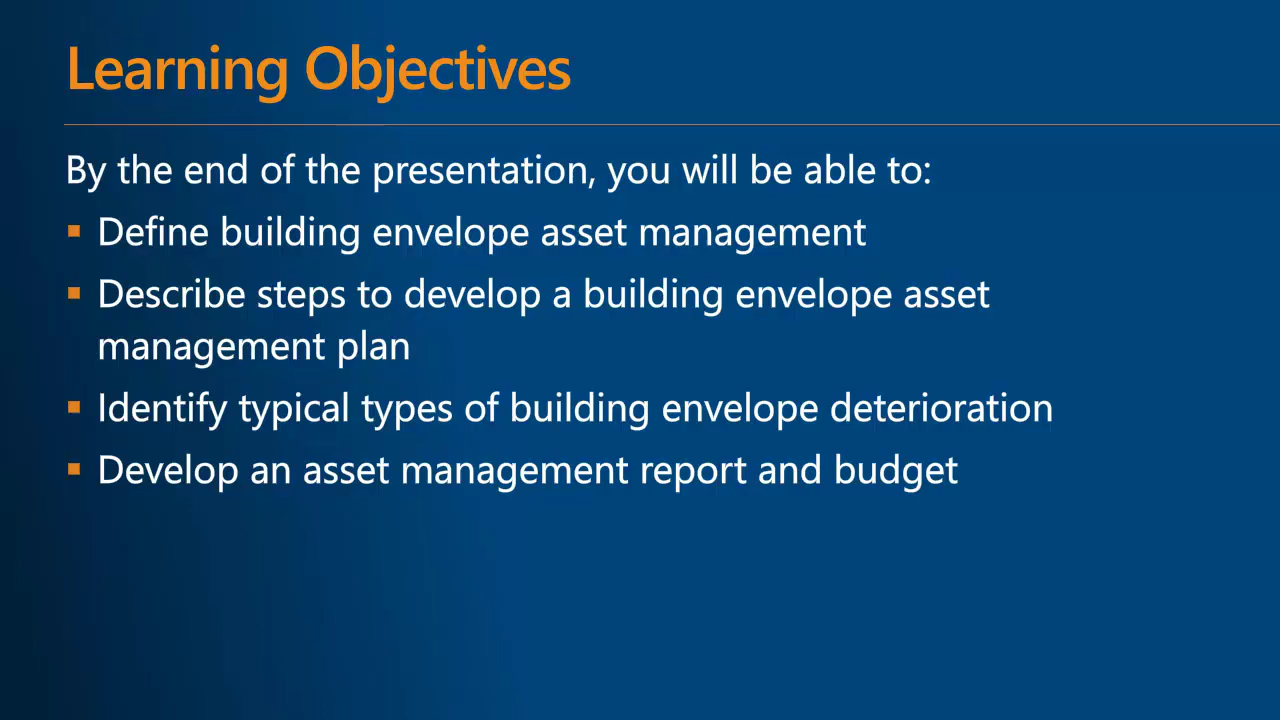 Learning Objectives
By the end of the presentation, you will be able to:
▪ Define building envelope asset management
▪ Describe steps to develop a building envelope asset
management plan
▪ Identify typical types of building envelope deterioration
▪ Develop an asset management report and budget